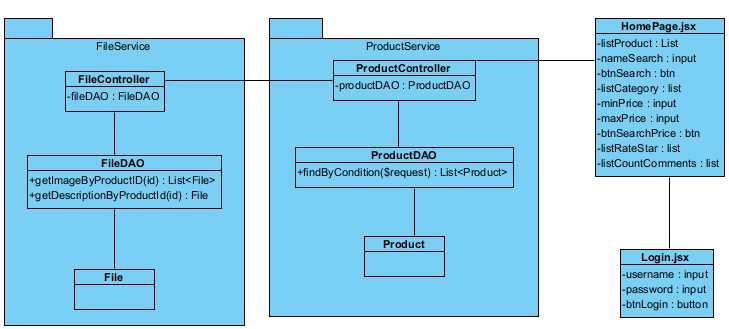 FileService
FileController
-fileDAO : FileDAO
FileDAO
+getImageByProductID(id) : List<File>
+getDescriptionByProductId(id) : File
File
ProductService
ProductController
-productDAO : ProductDAO
ProductDAO
+findByCondition($request) : List<Product>
Product
HomePage.jsx
-listProduct : List
-nameSearch : input
-btnSearch : btn
-listCategory : list
-minPrice : input
-maxPrice : input
-btnSearchPrice : btn
-listRateStar : list
-listCountComments : list
Login.jsx
-username : input
-password : input
-btnLogin : button